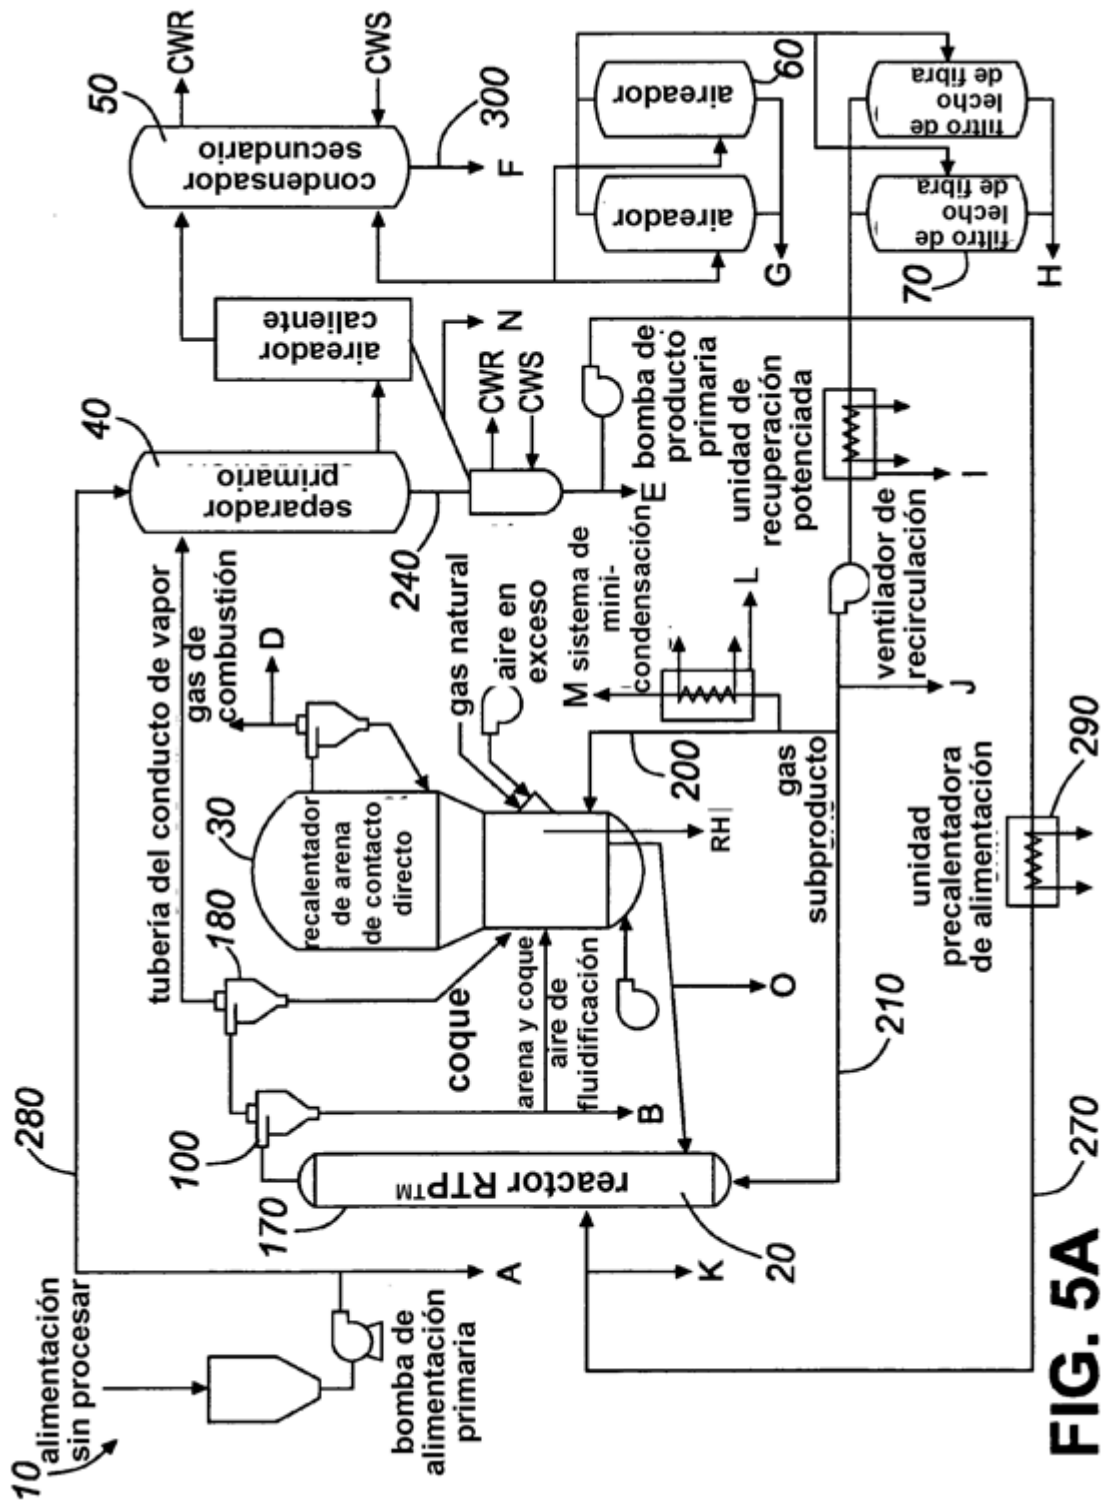 10
alimentación
sin procesar
bomba de
alimentación
primaria
280
A
170
reactor RTP™
20
K
100
180
B
tubería del conducto de vapor
coque
arena y coque
aire de
fluidificación
O
30
recalentador
de arena
de contacto
directo
gas de
combustión
D
gas natural
aire en
exceso
RH
200
gas
subproducto
210
270
290
unidad
precalentadora
de alimentación
40
separador
primario
240
aireador
caliente
N
CWR
CWS
E
bomba de
producto
primaria
M
sistema de
mini-
condensación
L
unidad de
recuperación
potenciada
I
ventilador de
recirculación
J
50
condensador
secundario
CWR
CWS
300
F
60
aireador
aireador
G
70
filtro de
lecho
de fibra
filtro de
lecho
de fibra
H
FIG. 5A